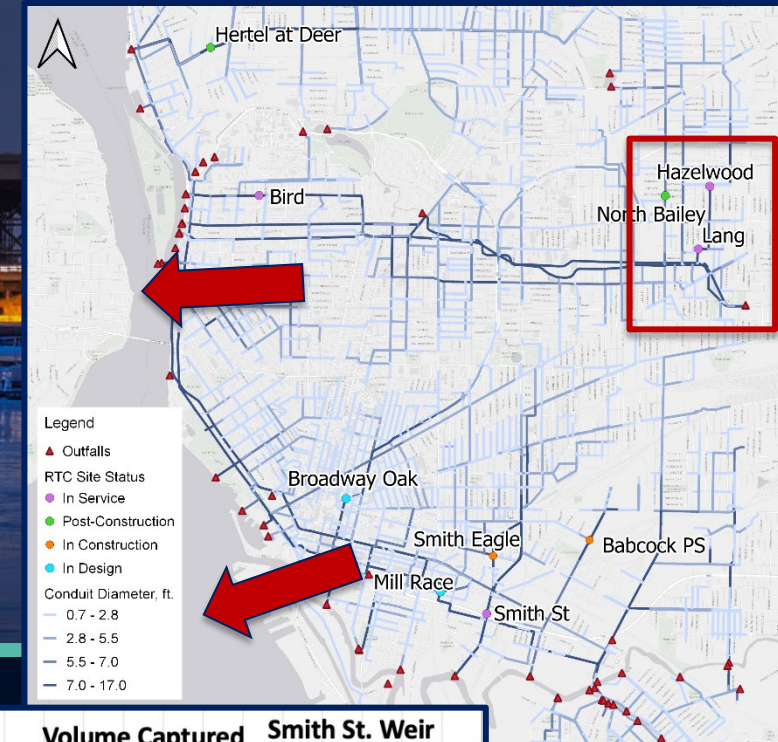 Hertel at Deer
Hazelwood
Bird
North Bailey
Lang
Legend
Outfalls
RTC Site Status
In Service
Post-Construction
In Construction
In Design
Conduit Diameter, ft.
0.7 - 2.8
2.8 - 5.5
5.5 - 7.0
7.0 - 17.0
Broadway Oak
Smith Eagle
Babcock PS
Mill Race
Smith St
Volume Captured
Smith St. Weir